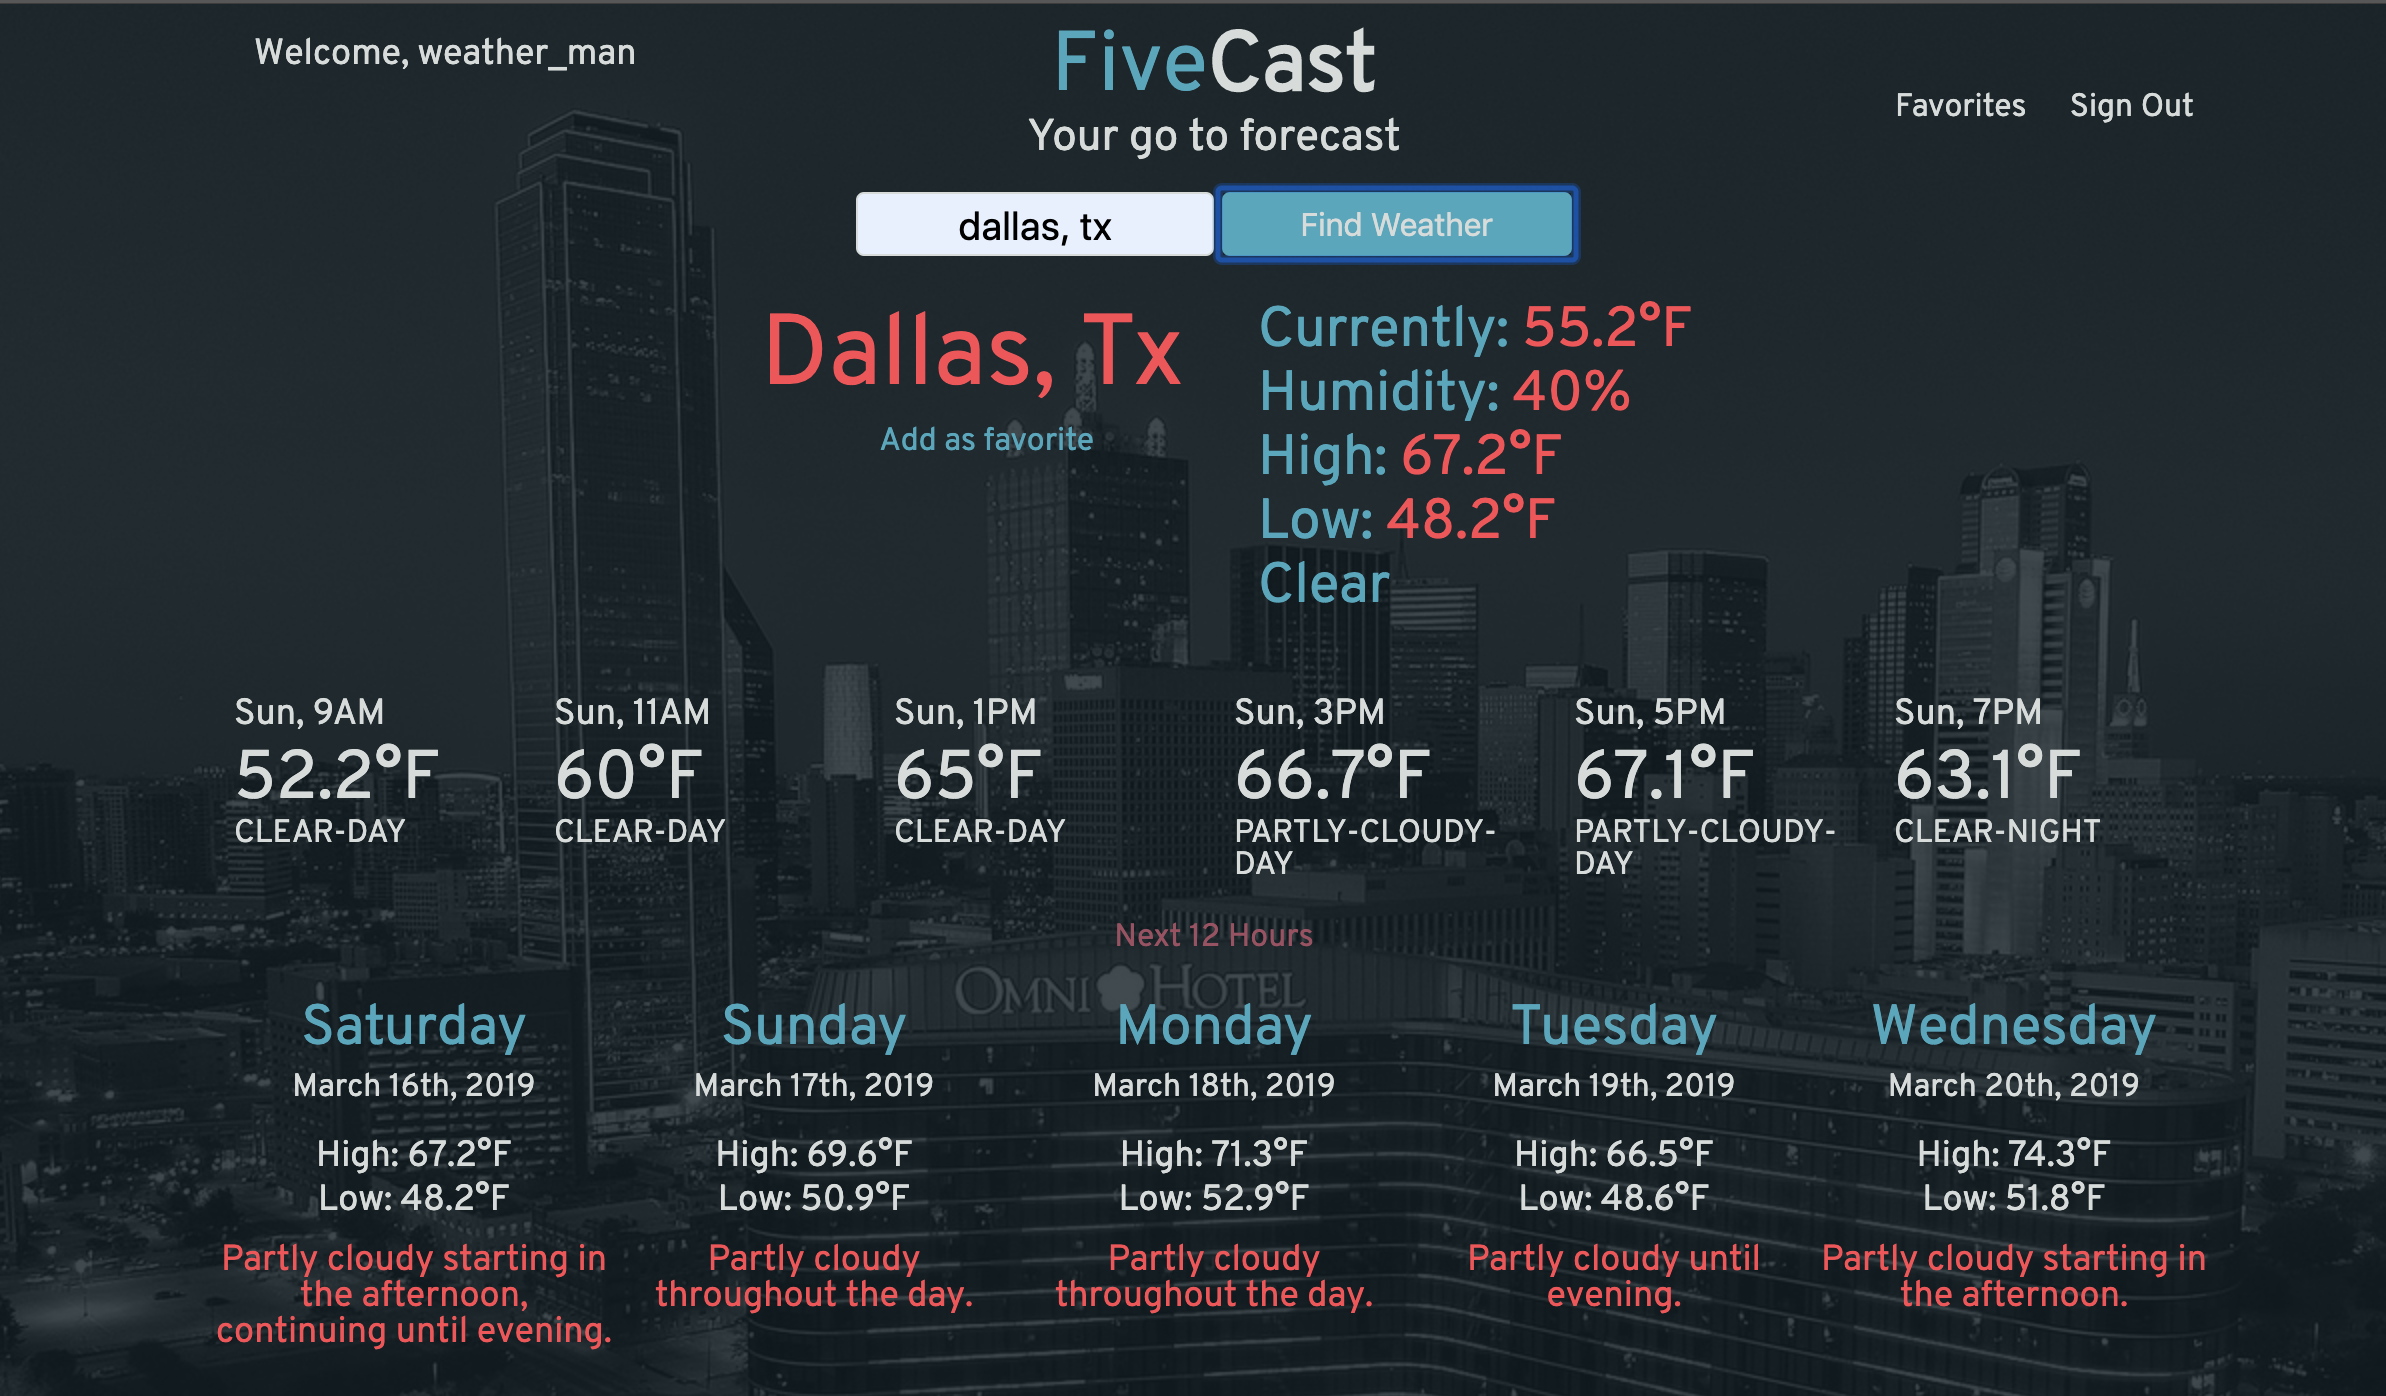 Welcome, weather_man
FiveCast
Your go to forecast
Favorites Sign Out
dallas, tx Find Weather
Dallas, Tx
Add as favorite
Currently: 55.2°F
Humidity: 40%
High: 67.2°F
Low: 48.2°F
Clear
Sun, 9AM
52.2°F
CLEAR-DAY
Sun, 11AM
60°F
CLEAR-DAY
Sun, 1PM
65°F
CLEAR-DAY
Sun, 3PM
66.7°F
PARTLY-CLOUDY-
DAY
Sun, 5PM
67.1°F
PARTLY-CLOUDY-
DAY
Sun, 7PM
63.1°F
CLEAR-NIGHT
Next 12 Hours
OMNI HOTEL
Saturday
March 16th, 2019
High: 67.2°F
Low: 48.2°F
Partly cloudy starting in
the afternoon,
continuing until evening.
Sunday
March 17th, 2019
High: 69.6°F
Low: 50.9°F
Partly cloudy
throughout the day.
Monday
March 18th, 2019
High: 71.3°F
Low: 52.9°F
Partly cloudy
throughout the day.
Tuesday
March 19th, 2019
High: 66.5°F
Low: 48.6°F
Partly cloudy until
evening.
Wednesday
March 20th, 2019
High: 74.3°F
Low: 51.8°F
Partly cloudy starting in
the afternoon.